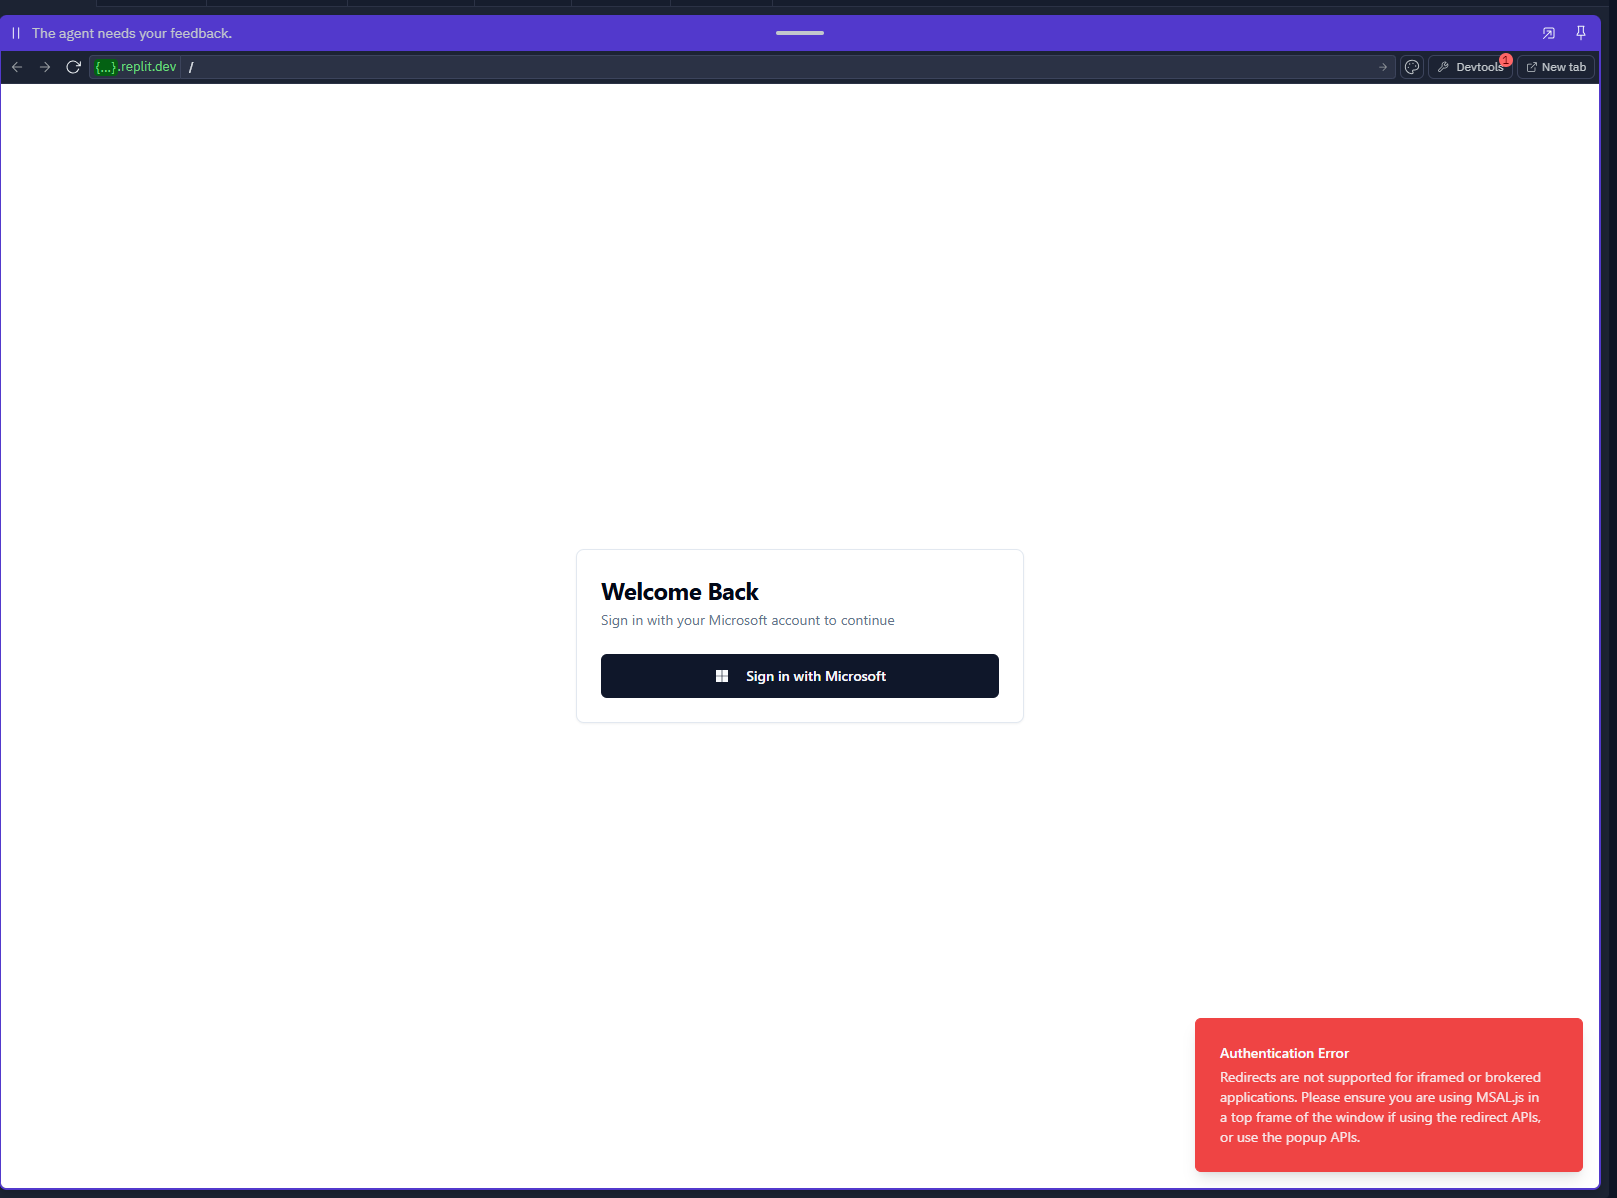 The agent needs your feedback.
{...}.replit.dev /
Devtools 1
New tab
Welcome Back
Sign in with your Microsoft account to continue
Sign in with Microsoft
Authentication Error
Redirects are not supported for iframed or brokered
applications. Please ensure you are using MSAL.js in
a top frame of the window if using the redirect APIs,
or use the popup APIs.